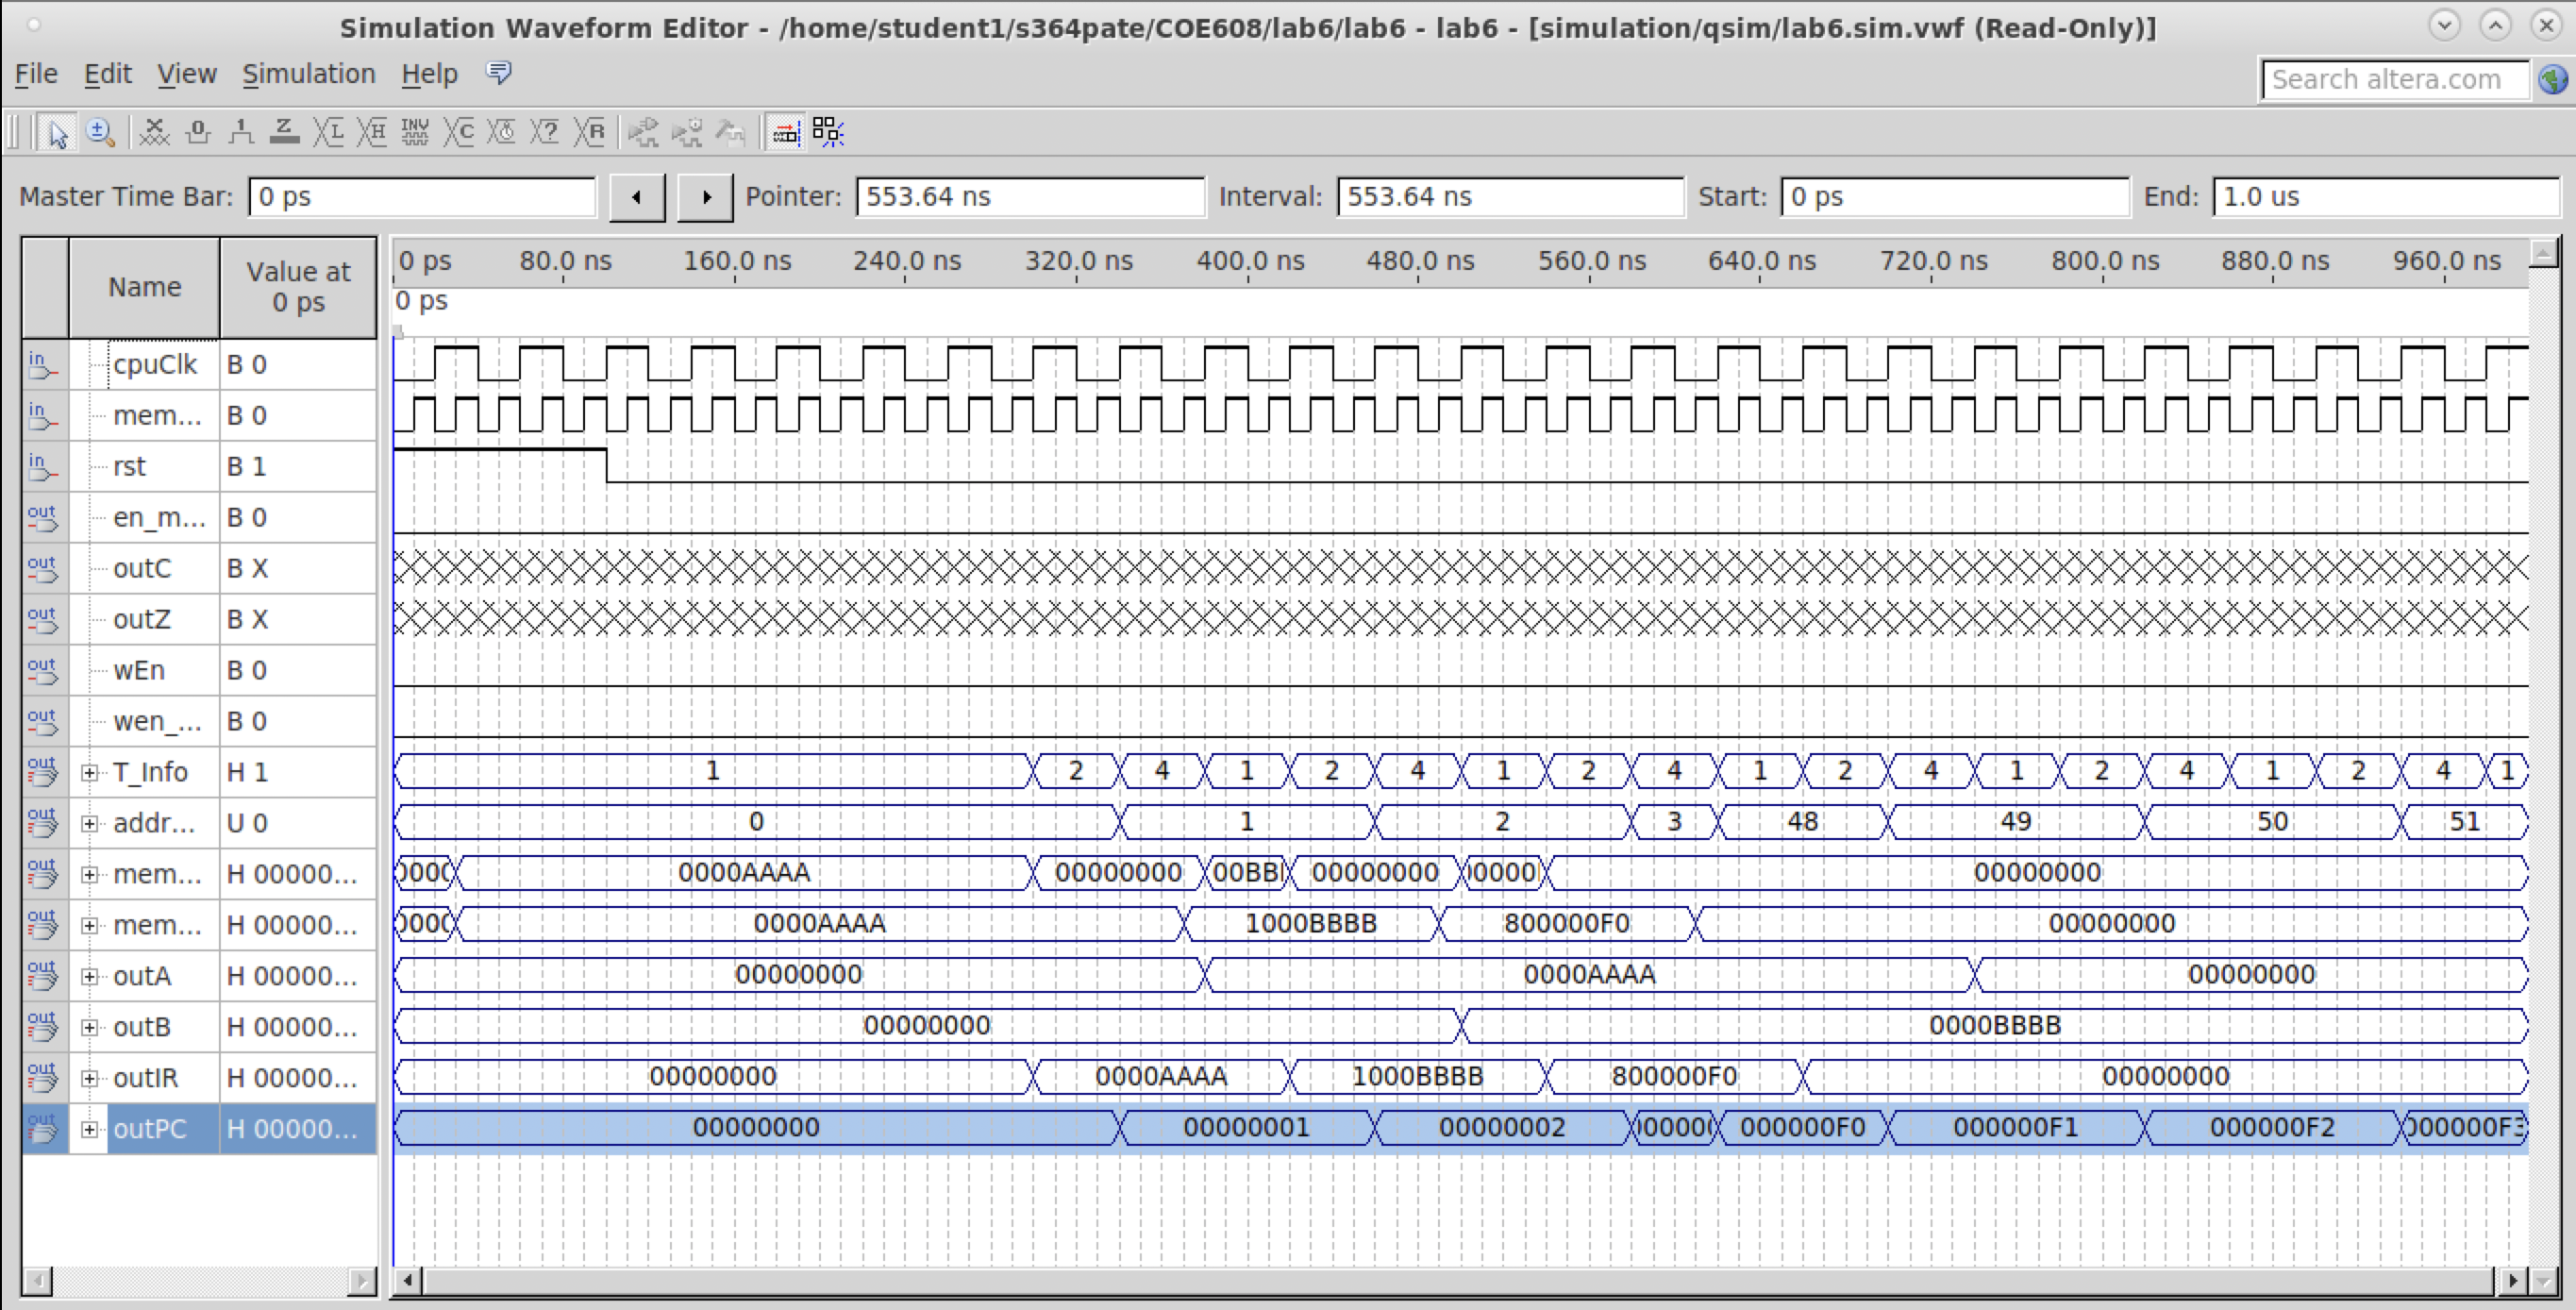 Simulation Waveform Editor - /home/student1/s364pate/COE608/lab6/lab6 - lab6 - [simulation/qsim/lab6.sim.vwf (Read-Only)]
File Edit View Simulation Help
Search altera.com
Master Time Bar: 0 ps Pointer: 553.64 ns Interval: 553.64 ns Start: 0 ps End: 1.0 us
Name Value at 0 ps 0 ps 80.0 ns 160.0 ns 240.0 ns 320.0 ns 400.0 ns 480.0 ns 560.0 ns 640.0 ns 720.0 ns 800.0 ns 880.0 ns 960.0 ns
0 ps
in cpuClk B 0
in mem... B 0
in rst B 1
out en_m... B 0
out outC B X
out outZ B X
out wEn B 0
out wen_... B 0
out T_Info H 1 1 2 4 1 2 4 1 2 4 1 2 4 1 2 4 1 2 4 1
out addr... U 0 0 1 2 3 48 49 50 51
out mem... H 00000... 0000AAAA 00000000 00BB 00000000 0000 00000000
out mem... H 00000... 0000AAAA 1000BBBB 800000F0 00000000
out outA H 00000... 00000000 0000AAAA 00000000
out outB H 00000... 00000000 0000BBBB
out outIR H 00000... 00000000 0000AAAA 1000BBBB 800000F0 00000000
out outPC H 00000... 00000000 00000001 00000002 0000 000000F0 000000F1 000000F2 00000F3